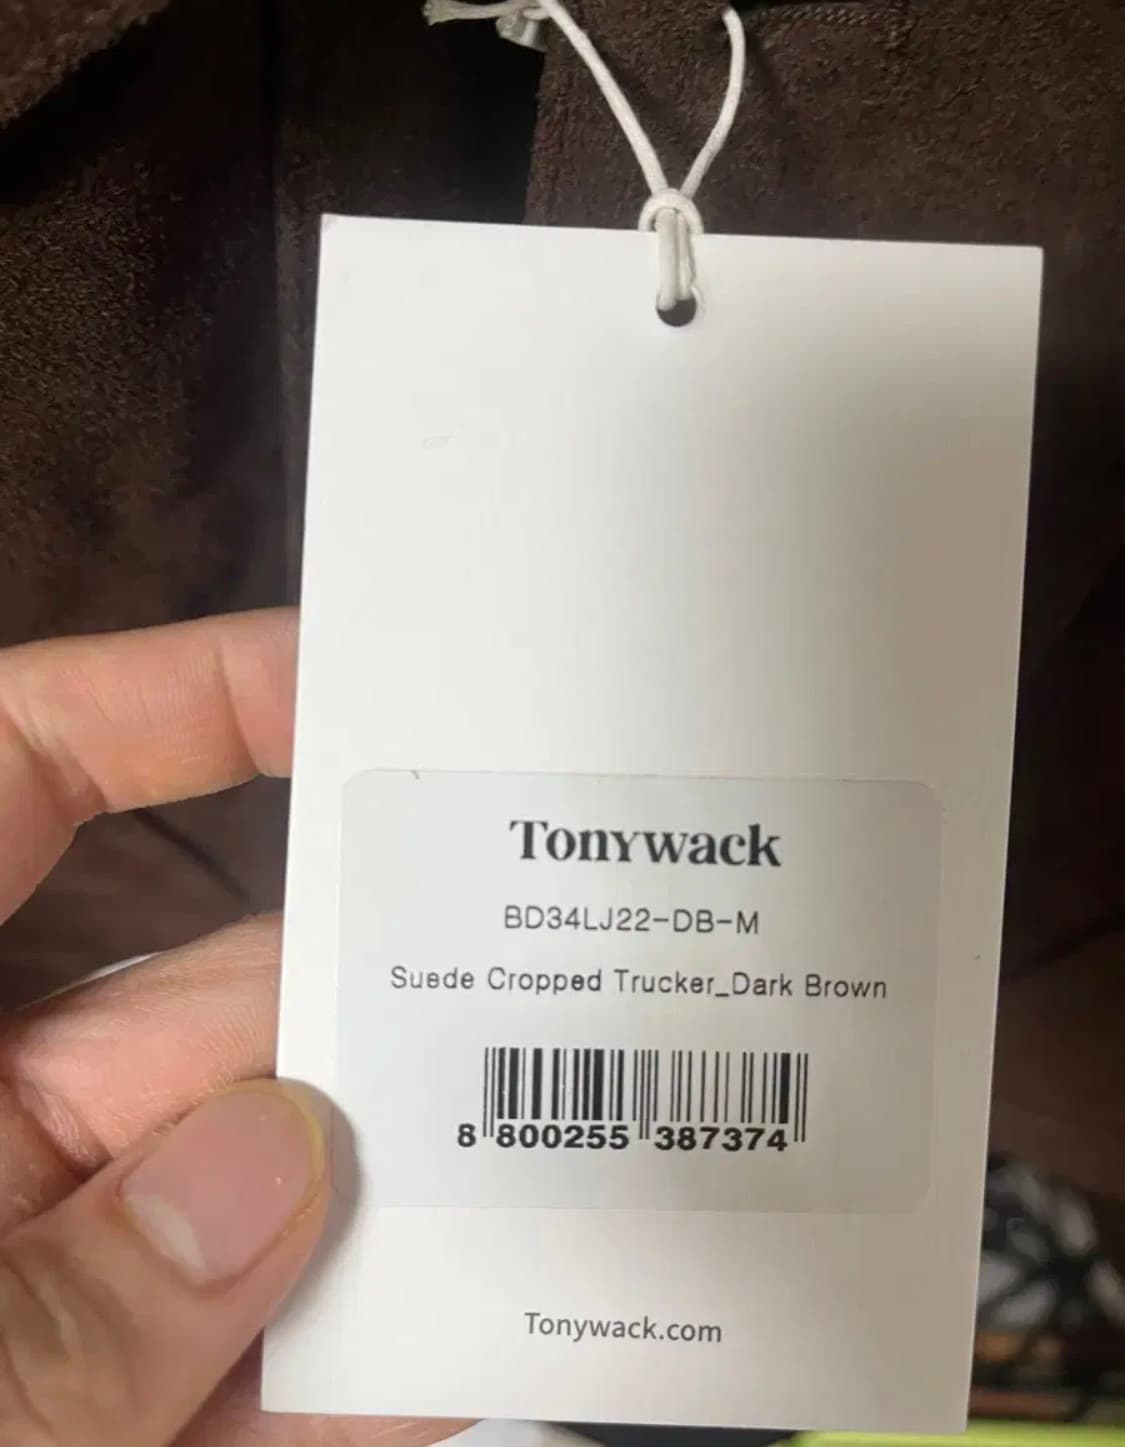 Tonywack
BD34LJ22-DB-M
Suede Cropped Trucker_Dark Brown
8 800255 387374
Tonywack.com